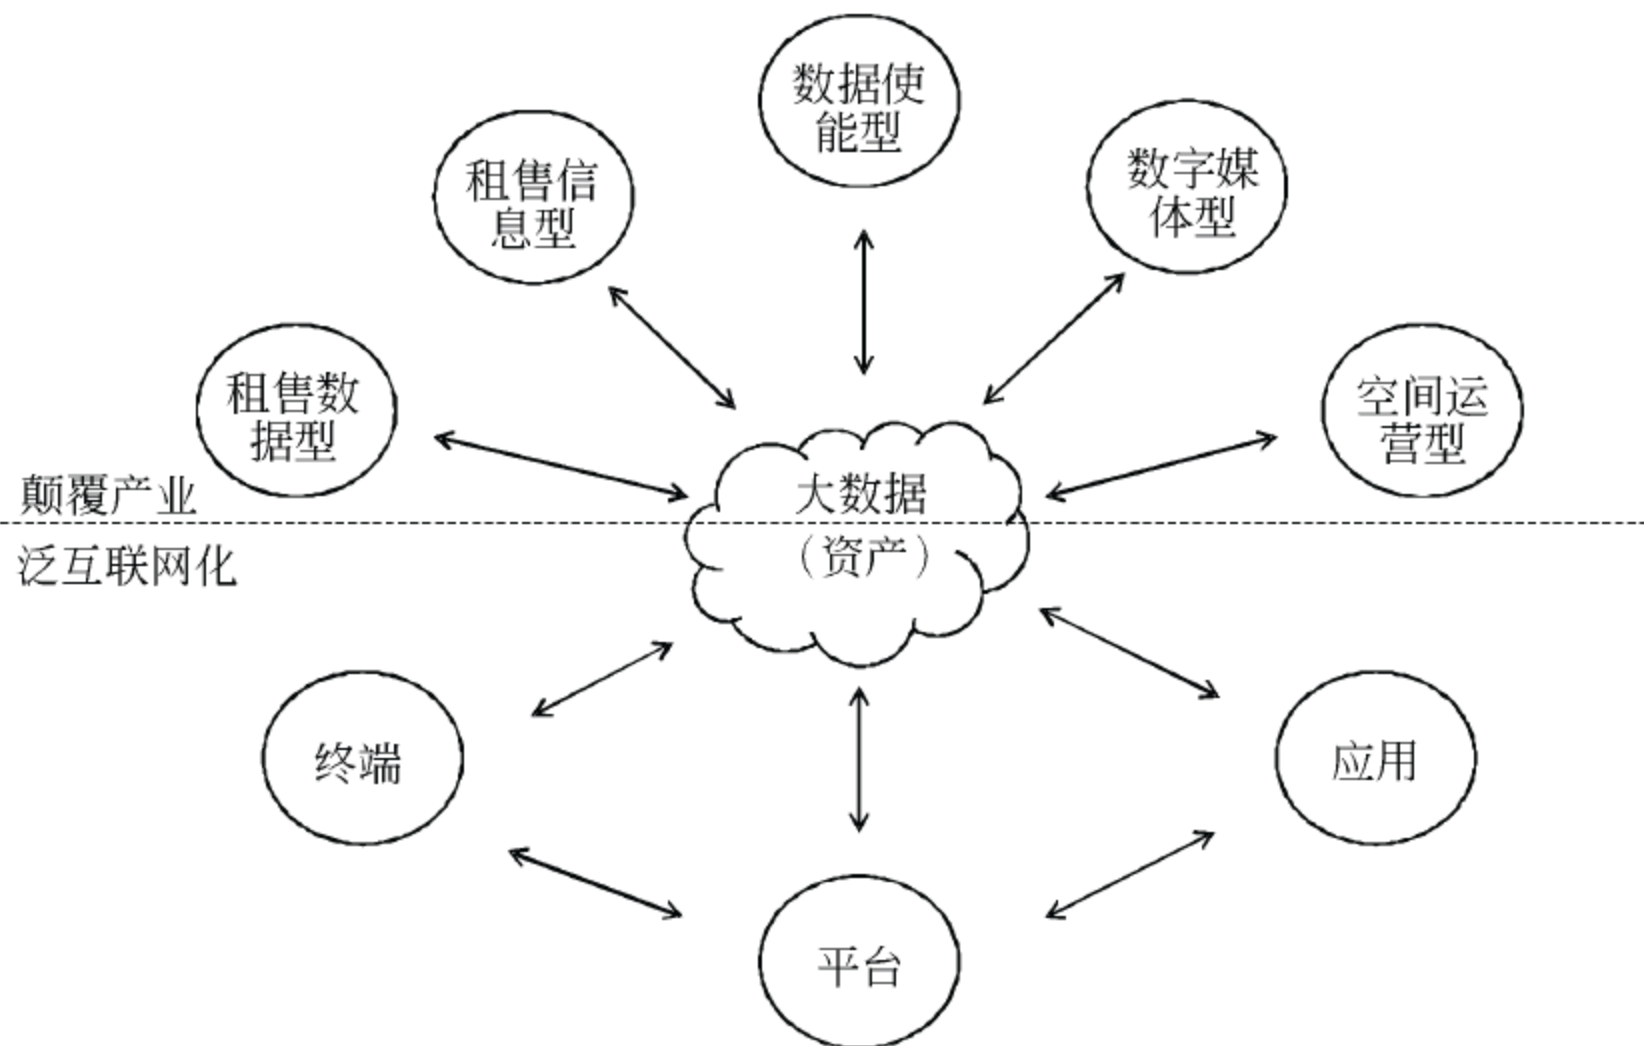 数据使
能型
租售信
息型
数字媒
体型
租售数
据型
空间运
营型
颠覆产业
大数据
（资产）
泛互联网化
终端
应用
平台